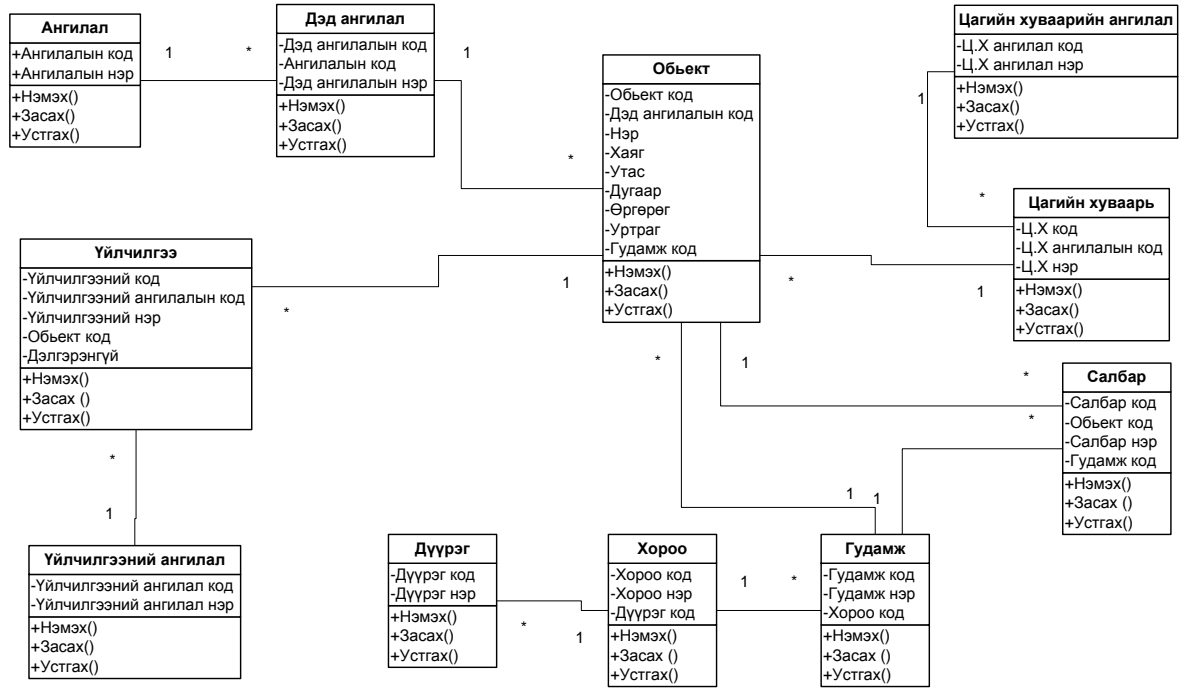 Ангилал
+Ангилалын код
+Ангилалын нэр
+Нэмэх()
+Засах()
+Устгах()
1
*
Дэд ангилал
-Дэд ангилалын код
-Ангилалын код
-Дэд ангилалын нэр
+Нэмэх()
+Засах()
+Устгах()
1
*
Обьект
-Обьект код
-Дэд ангилалын код
-Нэр
-Хаяг
-Утас
-Дугаар
-Өргөрөг
-Уртраг
-Гудамж код
+Нэмэх()
+Засах()
+Устгах()
Цагийн хуваарийн ангилал
-Ц.Х ангилал код
-Ц.Х ангилал нэр
+Нэмэх()
+Засах()
+Устгах()
1
*
Цагийн хуваарь
-Ц.Х код
-Ц.Х ангилалын код
-Ц.Х нэр
+Нэмэх()
+Засах()
+Устгах()
*
1
Үйлчилгээ
-Үйлчилгээний код
-Үйлчилгээний ангилалын код
-Үйлчилгээний нэр
-Обьект код
-Дэлгэрэнгүй
+Нэмэх()
+Засах ()
+Устгах()
*
1
*
1
Үйлчилгээний ангилал
-Үйлчилгээний ангилал код
-Үйлчилгээний ангилал нэр
+Нэмэх()
+Засах()
+Устгах()
*
1
*
*
Салбар
-Салбар код
-Обьект код
-Салбар нэр
-Гудамж код
+Нэмэх()
+Засах ()
+Устгах()
1
1
Дүүрэг
-Дүүрэг код
-Дүүрэг нэр
+Нэмэх()
+Засах()
+Устгах()
*
1
Хороо
-Хороо код
-Хороо нэр
-Дүүрэг код
+Нэмэх()
+Засах ()
+Устгах()
1
*
Гудамж
-Гудамж код
-Гудамж нэр
-Хороо код
+Нэмэх()
+Засах ()
+Устгах()